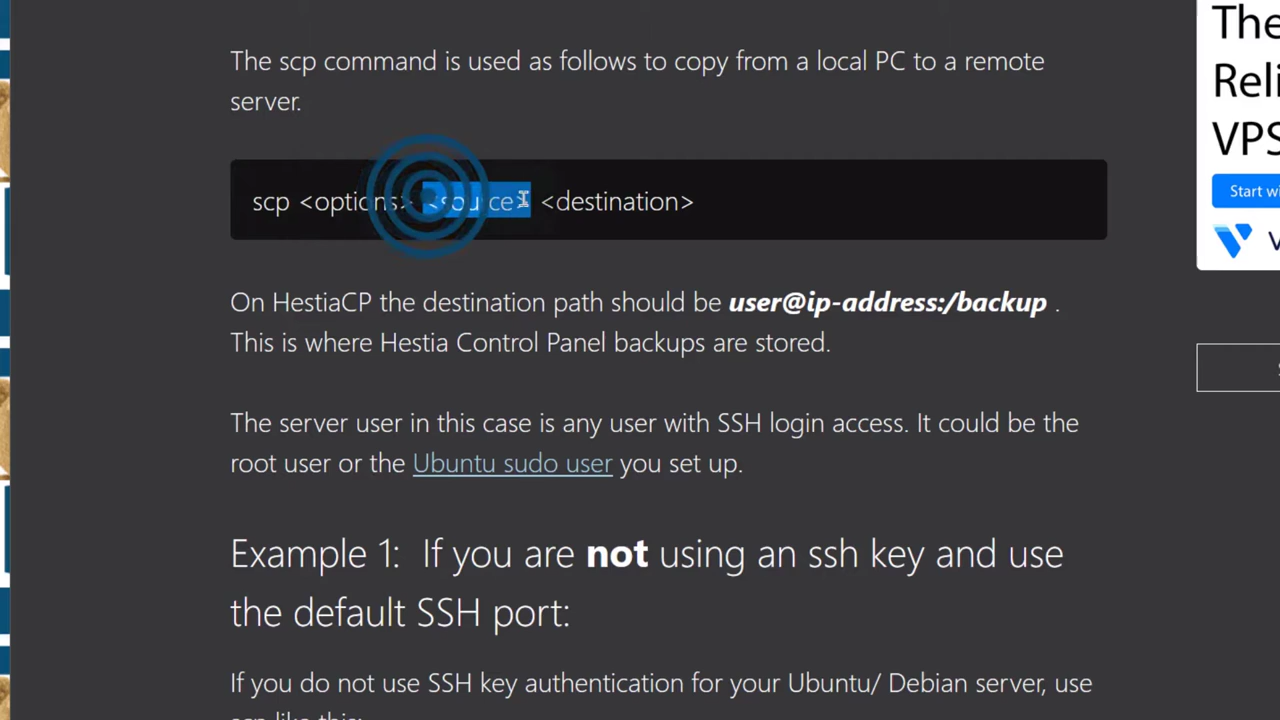 The scp command is used as follows to copy from a local PC to a remote
server.
scp <options> <source> <destination>
On HestiaCP the destination path should be user@ip-address:/backup .
This is where Hestia Control Panel backups are stored.
The server user in this case is any user with SSH login access. It could be the
root user or the Ubuntu sudo user you set up.
Example 1: If you are not using an ssh key and use
the default SSH port:
If you do not use SSH key authentication for your Ubuntu/ Debian server, use
The
Reli
VPS
Start wi